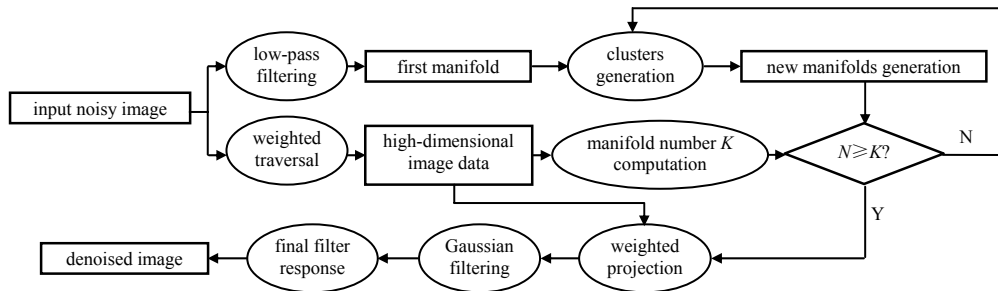 low-pass
filtering
first manifold
clusters
generation
new manifolds generation
input noisy image
weighted
traversal
high-dimensional
image data
manifold number K
computation
N≥K?
N
Y
denoised image
final filter
response
Gaussian
filtering
weighted
projection